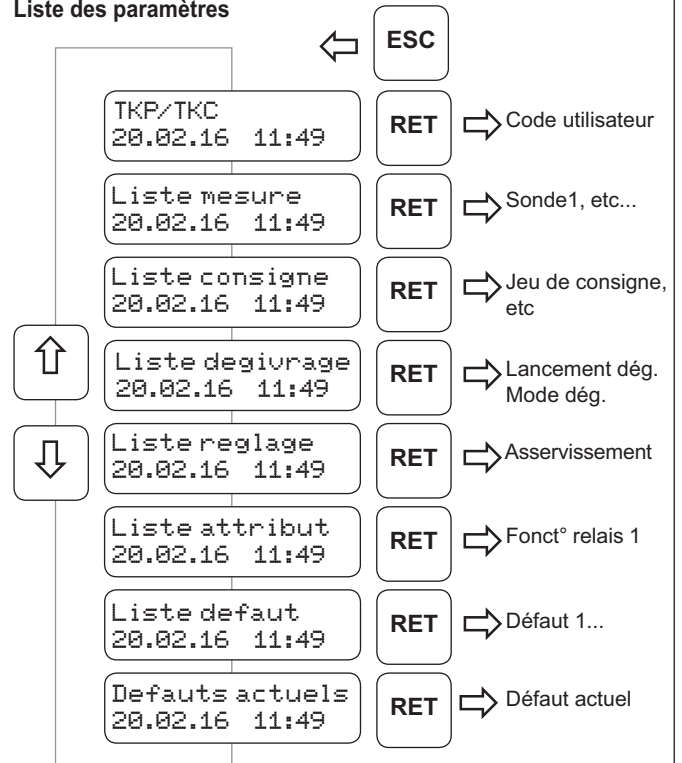 Liste des paramètres
ESC
TKP/TKC
20.02.16 11:49
RET
Code utilisateur
Liste mesure
20.02.16 11:49
RET
Sonde1, etc...
Liste consigne
20.02.16 11:49
RET
Jeu de consigne,
etc
Liste degivrage
20.02.16 11:49
RET
Lancement dég.
Mode dég.
Liste reglage
20.02.16 11:49
RET
Asservissement
Liste attribut
20.02.16 11:49
RET
Fonct° relais 1
Liste defaut
20.02.16 11:49
RET
Défaut 1...
Defauts actuels
20.02.16 11:49
RET
Défaut actuel